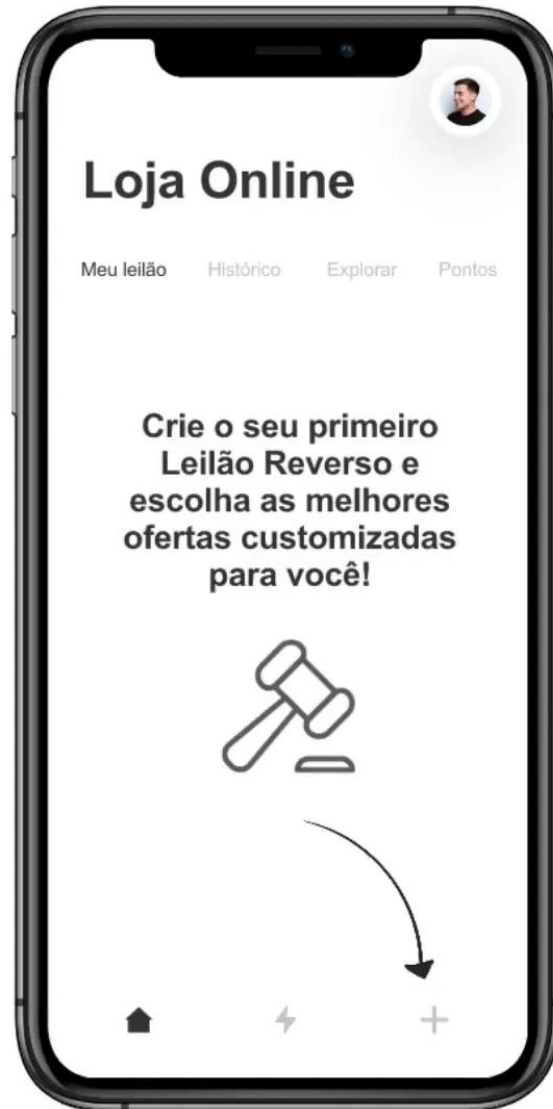 Loja Online
Meu leilão Histórico Explorar Pontos
Crie o seu primeiro
Leilão Reverso e
escolha as melhores
ofertas customizadas
para você!